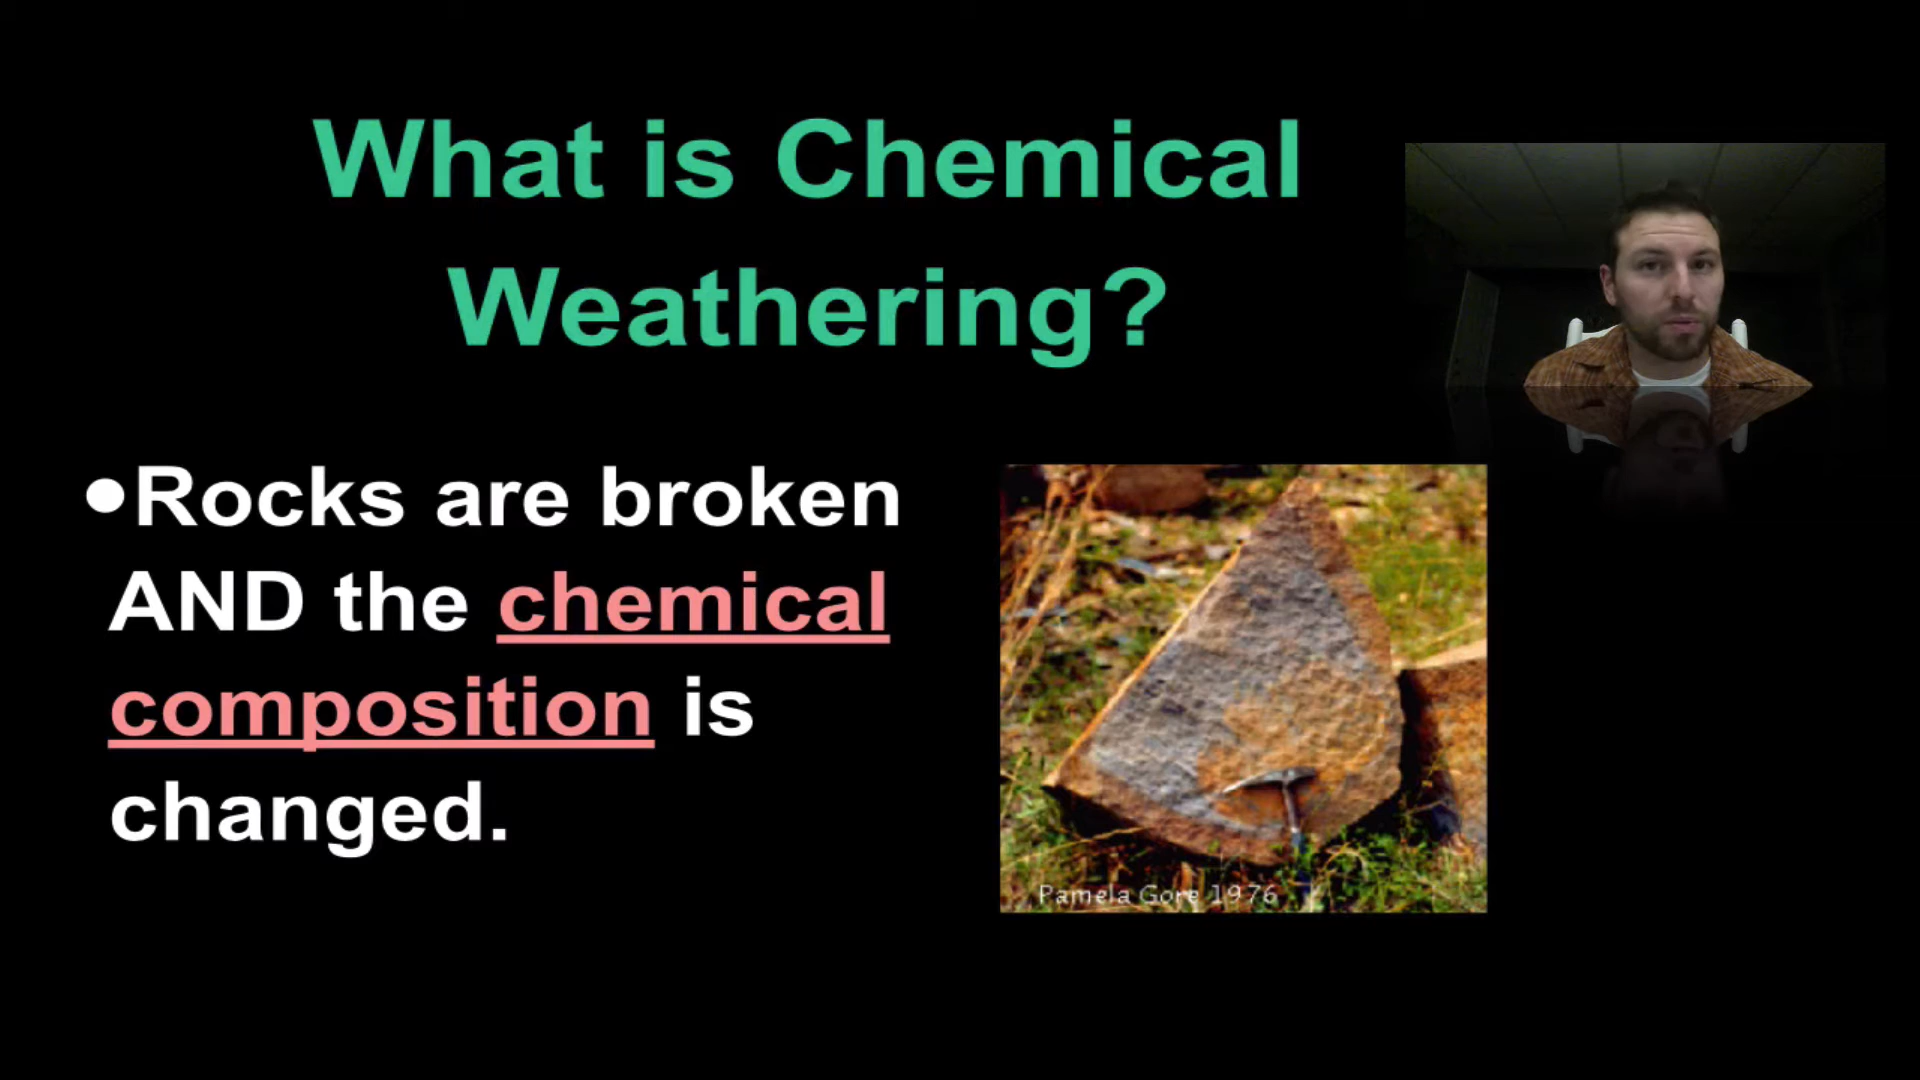 What is Chemical
Weathering?
•Rocks are broken
AND the chemical
composition is
changed.
Pamela Gore 1976